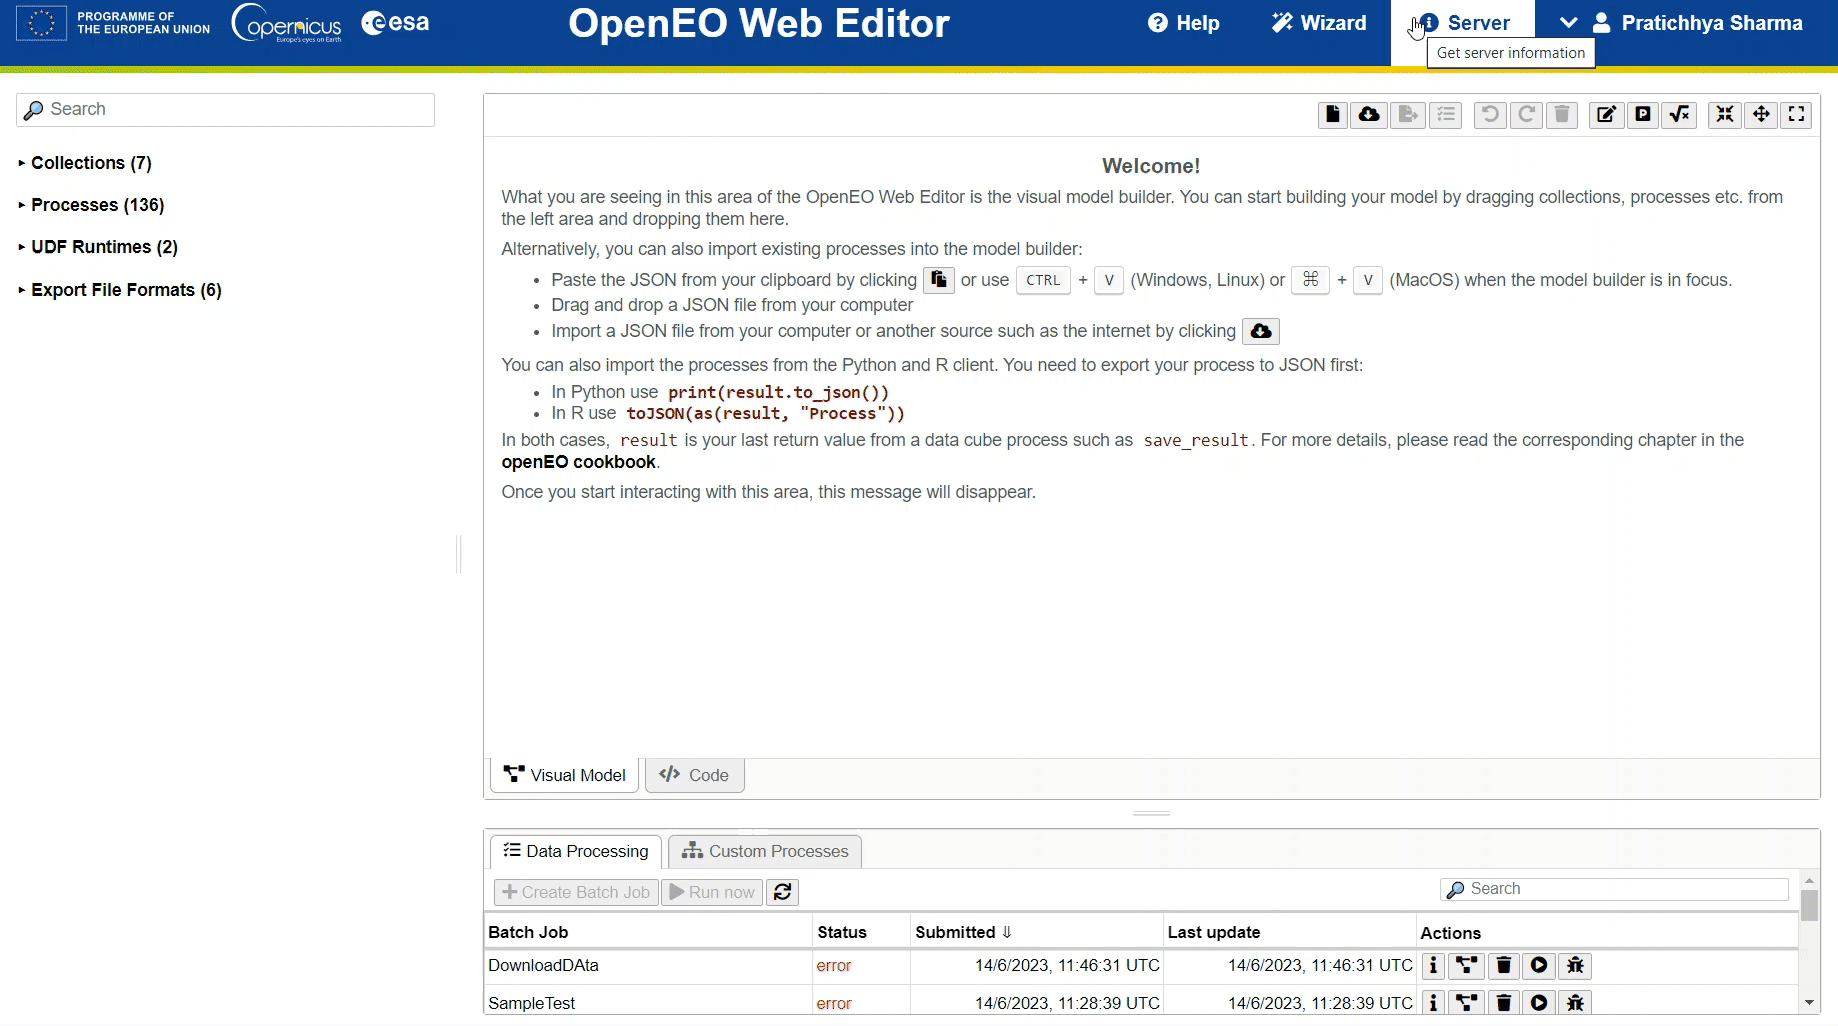 PROGRAMME OF
THE EUROPEAN UNION
opernicus
Europe's eyes on Earth
esa
OpenEO Web Editor
Help
Wizard
Server
Pratichhya Sharma
Get server information
Search
Collections (7)
Processes (136)
UDF Runtimes (2)
Export File Formats (6)
Welcome!
What you are seeing in this area of the OpenEO Web Editor is the visual model builder. You can start building your model by dragging collections, processes etc. from
the left area and dropping them here.
Alternatively, you can also import existing processes into the model builder:
Paste the JSON from your clipboard by clicking or use CTRL + V (Windows, Linux) or ⌘ + V (MacOS) when the model builder is in focus.
Drag and drop a JSON file from your computer
Import a JSON file from your computer or another source such as the internet by clicking
You can also import the processes from the Python and R client. You need to export your process to JSON first:
In Python use print(result.to_json())
In R use toJSON(as(result, "Process"))
In both cases, result is your last return value from a data cube process such as save_result. For more details, please read the corresponding chapter in the
openEO cookbook.
Once you start interacting with this area, this message will disappear.
Visual Model
</> Code
Data Processing
Custom Processes
+ Create Batch Job
Run now
Search
Batch Job Status Submitted ⇓ Last update Actions
DownloadDAta error 14/6/2023, 11:46:31 UTC 14/6/2023, 11:46:31 UTC
SampleTest error 14/6/2023, 11:28:39 UTC 14/6/2023, 11:28:39 UTC